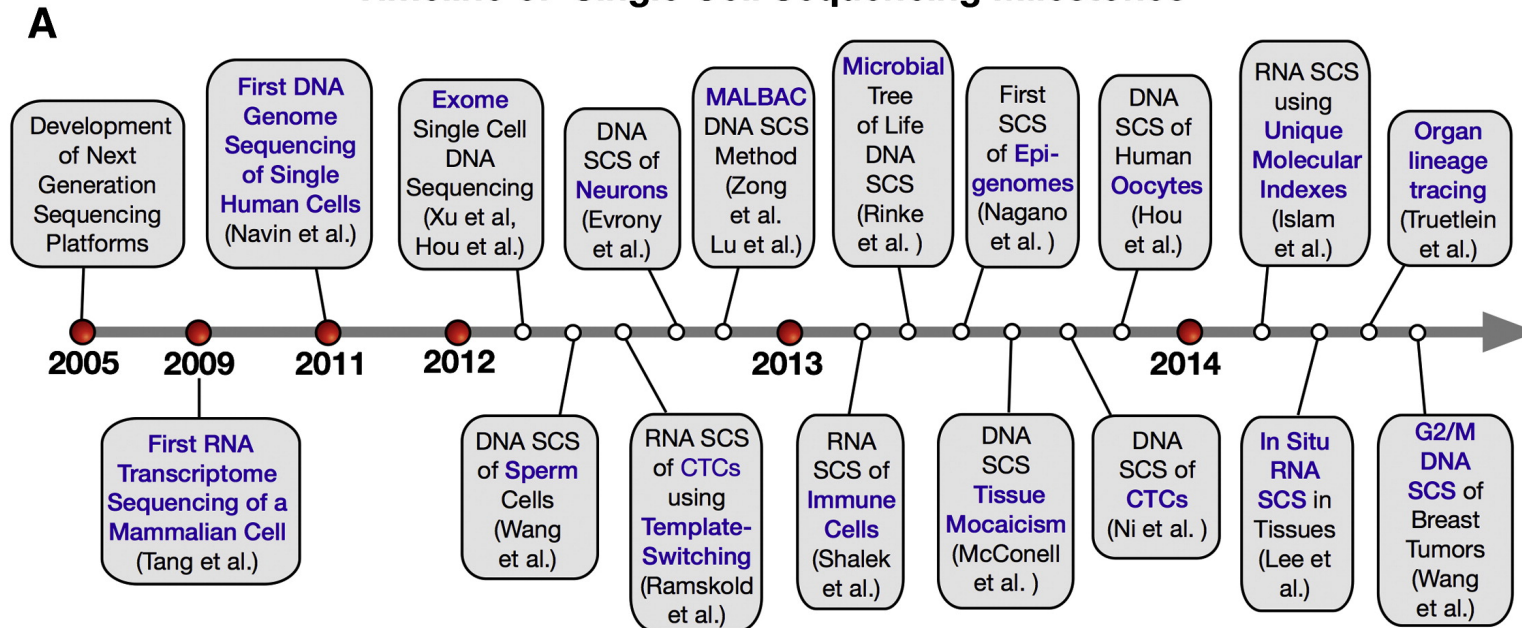 Timeline of Single Cell Sequencing Milestones
A
Development
of Next
Generation
Sequencing
Platforms
First DNA
Genome
Sequencing
of Single
Human Cells
(Navin et al.)
Exome
Single Cell
DNA
Sequencing
(Xu et al,
Hou et al.)
DNA
SCS of
Neurons
(Evrony
et al.)
MALBAC
DNA SCS
Method
(Zong
et al.
Lu et al.)
Microbial
Tree
of Life
DNA
SCS
(Rinke
et al. )
First
SCS
of Epi-
genomes
(Nagano
et al. )
DNA
SCS of
Human
Oocytes
(Hou
et al.)
RNA SCS
using
Unique
Molecular
Indexes
(Islam
et al.)
Organ
lineage
tracing
(Truetlein
et al.)
2005
2009
2011
2012
2013
2014
First RNA
Transcriptome
Sequencing of a
Mammalian Cell
(Tang et al.)
DNA SCS
of Sperm
Cells
(Wang
et al.)
RNA SCS
of CTCs
using
Template-
Switching
(Ramskold
et al.)
RNA
SCS of
Immune
Cells
(Shalek
et al.)
DNA
SCS
Tissue
Mocaicism
(McConell
et al. )
DNA
SCS of
CTCs
(Ni et al. )
In Situ
RNA
SCS in
Tissues
(Lee et
al.)
G2/M
DNA
SCS of
Breast
Tumors
(Wang
et al.)